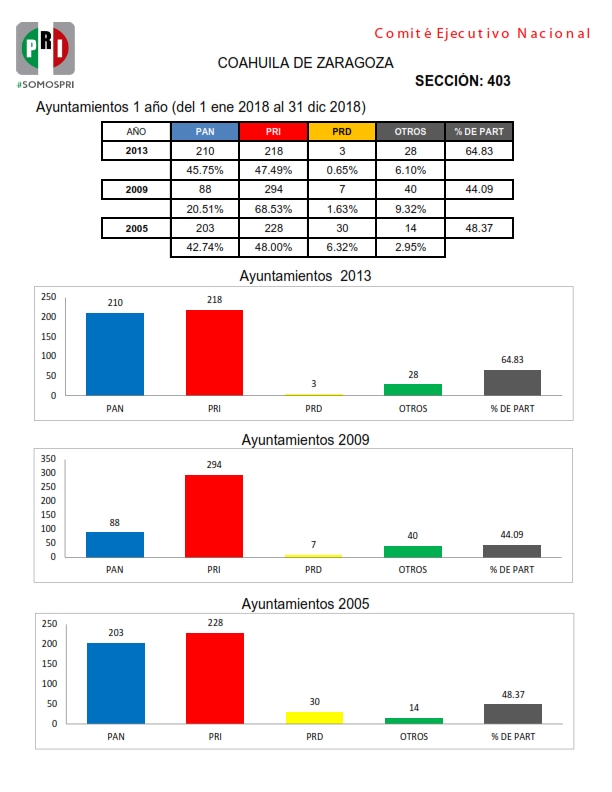 Comité Ejecutivo Nacional
PRI
#SOMOSPRI
COAHUILA DE ZARAGOZA
SECCIÓN: 403
Ayuntamientos 1 año (del 1 ene 2018 al 31 dic 2018)
AÑO PAN PRI PRD OTROS % DE PART
2013 210 218 3 28 64.83
45.75% 47.49% 0.65% 6.10%
2009 88 294 7 40 44.09
20.51% 68.53% 1.63% 9.32%
2005 203 228 30 14 48.37
42.74% 48.00% 6.32% 2.95%
Ayuntamientos 2013
250
200
150
100
50
0
210 218 3 28 64.83
PAN PRI PRD OTROS % DE PART
Ayuntamientos 2009
350
300
250
200
150
100
50
0
88 294 7 40 44.09
PAN PRI PRD OTROS % DE PART
Ayuntamientos 2005
250
200
150
100
50
0
203 228 30 14 48.37
PAN PRI PRD OTROS % DE PART